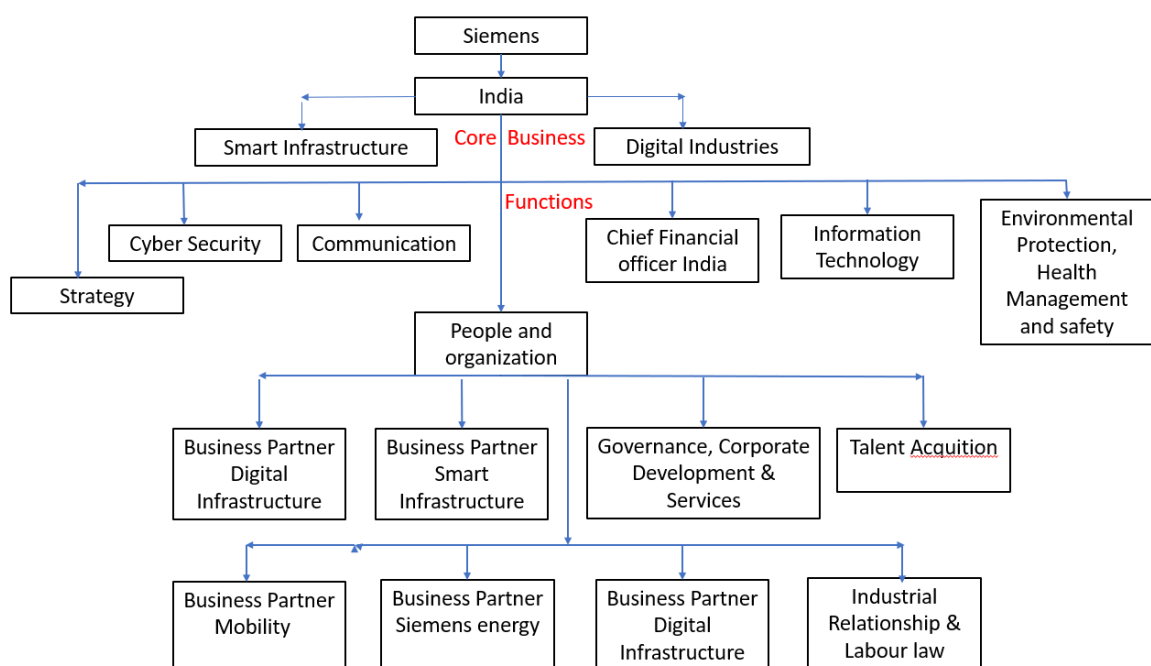 Siemens
India
Smart Infrastructure
Core Business
Digital Industries
Functions
Strategy
Cyber Security
Communication
Chief Financial
officer India
Information
Technology
Environmental
Protection,
Health
Management
and safety
People and
organization
Business Partner
Digital
Infrastructure
Business Partner
Smart
Infrastructure
Governance, Corporate
Development &
Services
Talent Acquition
Business Partner
Mobility
Business Partner
Siemens energy
Business Partner
Digital
Infrastructure
Industrial
Relationship &
Labour law